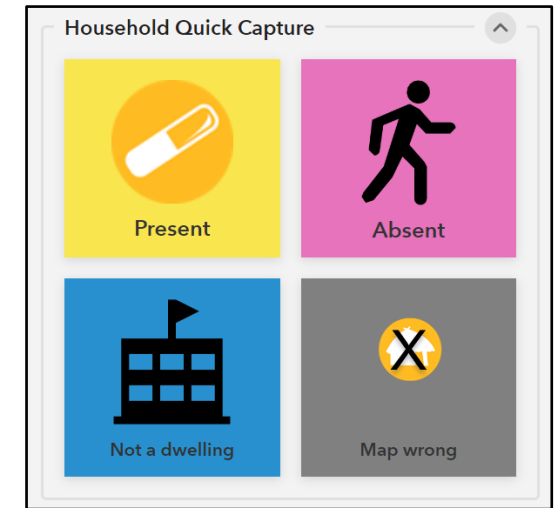 Household Quick Capture
Present
Absent
Not a dwelling
X
Map wrong